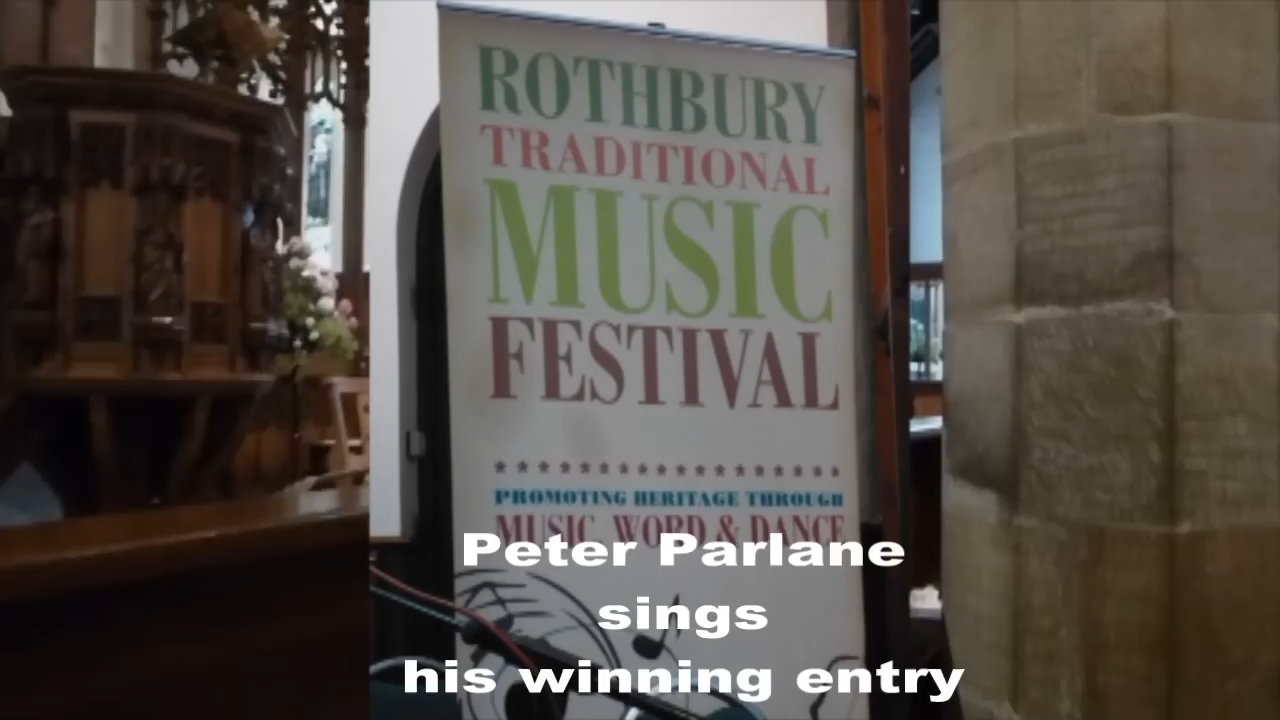 ROTHBURY
TRADITIONAL
MUSIC
FESTIVAL
PROMOTING HERITAGE THROUGH
MUSIC, WORD & DANCE
Peter Parlane
sings
his winning entry